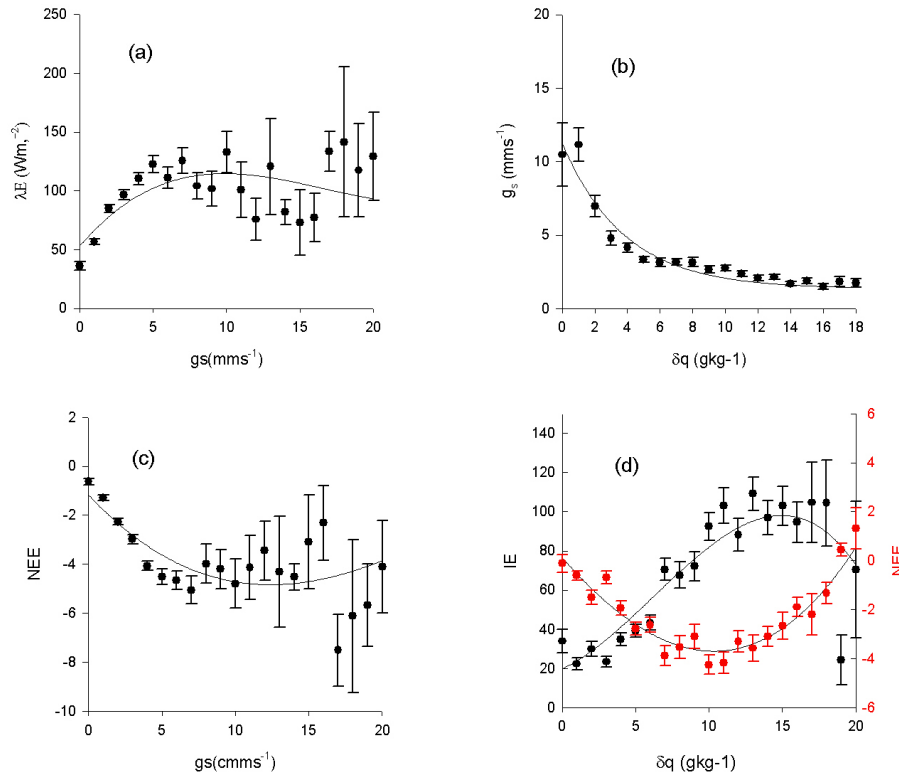 (a)
250
200
150
100
50
0
λE (Wm,⁻²)
0 5 10 15 20
gs(mms⁻¹)
(b)
20
15
10
5
0
gₛ (mms⁻¹)
0 2 4 6 8 10 12 14 16 18
δq (gkg-1)
(c)
2
0
-2
-4
-6
-8
-10
NEE
0 5 10 15 20
gs(cmms⁻¹)
(d)
140
120
100
80
60
40
20
0
IE
6
4
2
0
-2
-4
-6
NEE
0 5 10 15 20
δq (gkg-1)